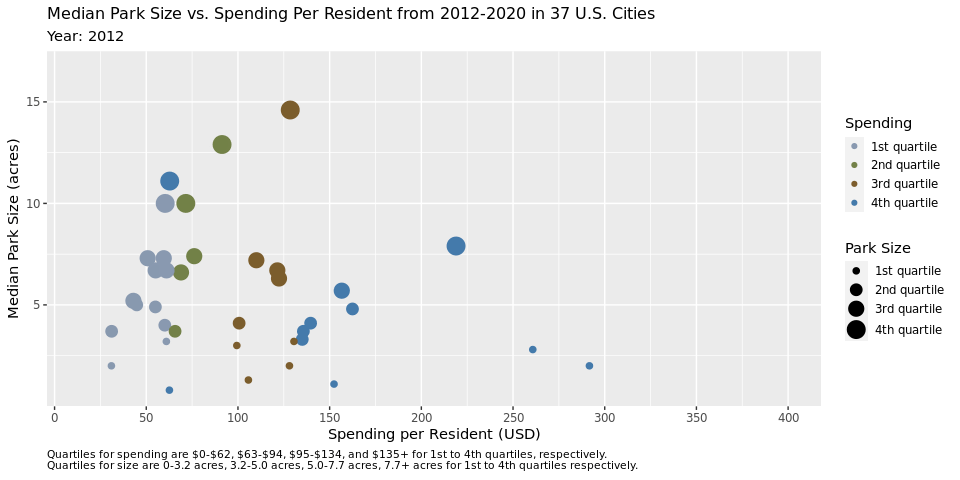 Median Park Size vs. Spending Per Resident from 2012-2020 in 37 U.S. Cities
Year: 2012
Median Park Size (acres)
15
10
5
0
50
100
150
200
250
300
350
400
Spending per Resident (USD)
Spending
1st quartile
2nd quartile
3rd quartile
4th quartile
Park Size
1st quartile
2nd quartile
3rd quartile
4th quartile
Quartiles for spending are $0-$62, $63-$94, $95-$134, and $135+ for 1st to 4th quartiles, respectively.
Quartiles for size are 0-3.2 acres, 3.2-5.0 acres, 5.0-7.7 acres, 7.7+ acres for 1st to 4th quartiles respectively.